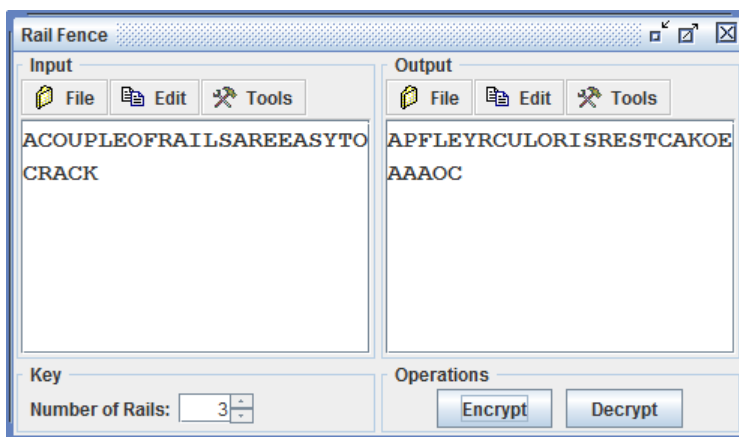 Rail Fence
Input
File Edit Tools
ACOUPLEOFRAILSAREEASYTO
CRACK
Output
File Edit Tools
APFLEYRCULORISRESTCAKOE
AAAOC
Key
Number of Rails: 3
Operations
Encrypt Decrypt